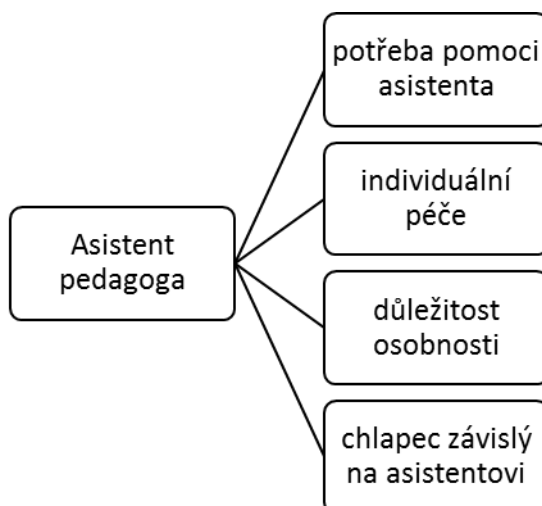 Asistent
pedagoga
potřeba pomoci
asistenta
individuální
péče
důležitost
osobnosti
chlapec závislý
na asistentovi